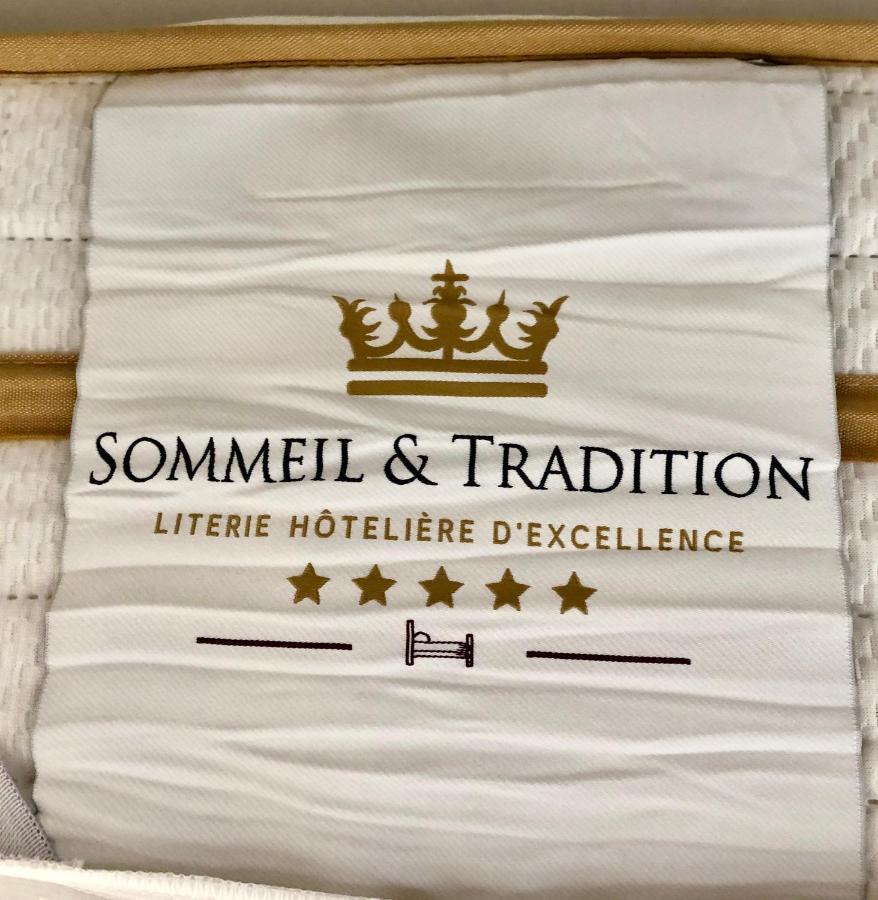 SOMMEIL & TRADITION
LITERIE HÔTELIÈRE D'EXCELLENCE